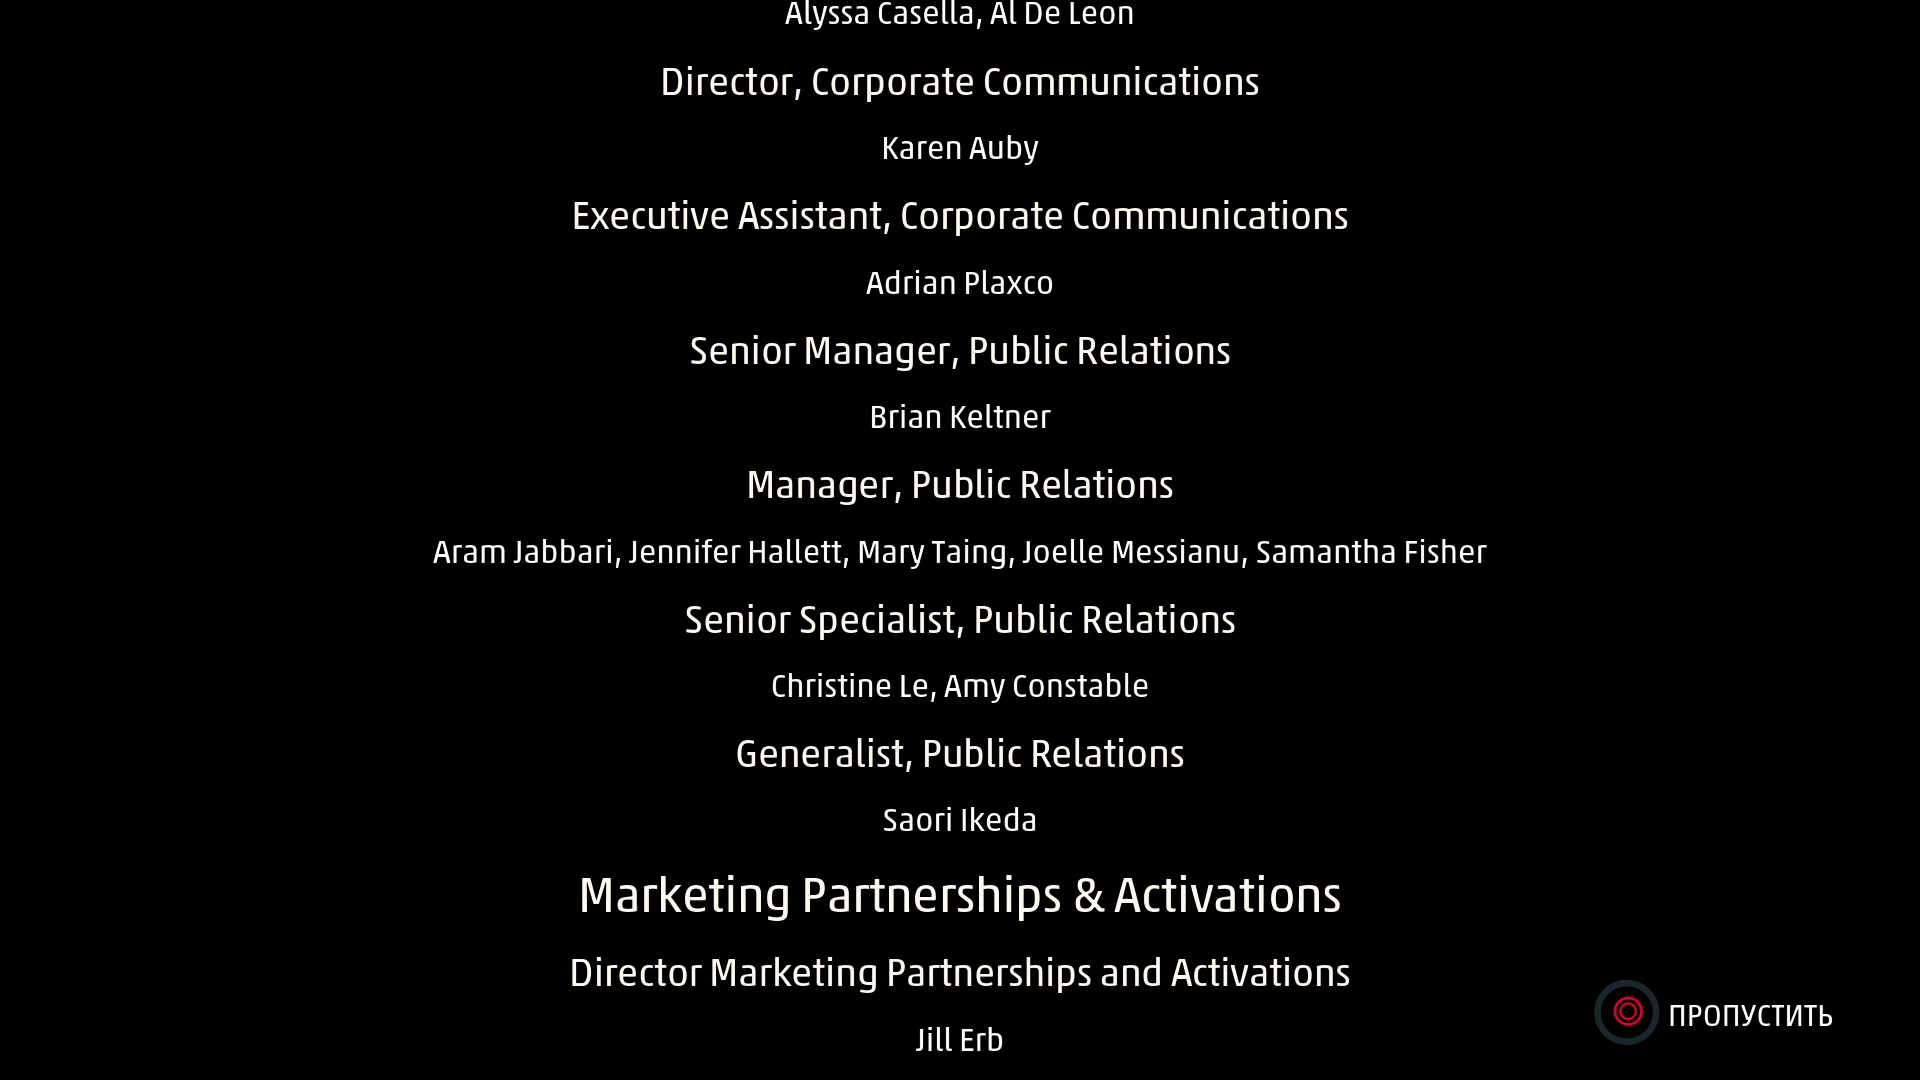 Alyssa Casella, Al De Leon
Director, Corporate Communications
Karen Auby
Executive Assistant, Corporate Communications
Adrian Plaxco
Senior Manager, Public Relations
Brian Keltner
Manager, Public Relations
Aram Jabbari, Jennifer Hallett, Mary Taing, Joelle Messianu, Samantha Fisher
Senior Specialist, Public Relations
Christine Le, Amy Constable
Generalist, Public Relations
Saori Ikeda
Marketing Partnerships & Activations
Director Marketing Partnerships and Activations
Jill Erb
ПРОПУСТИТЬ